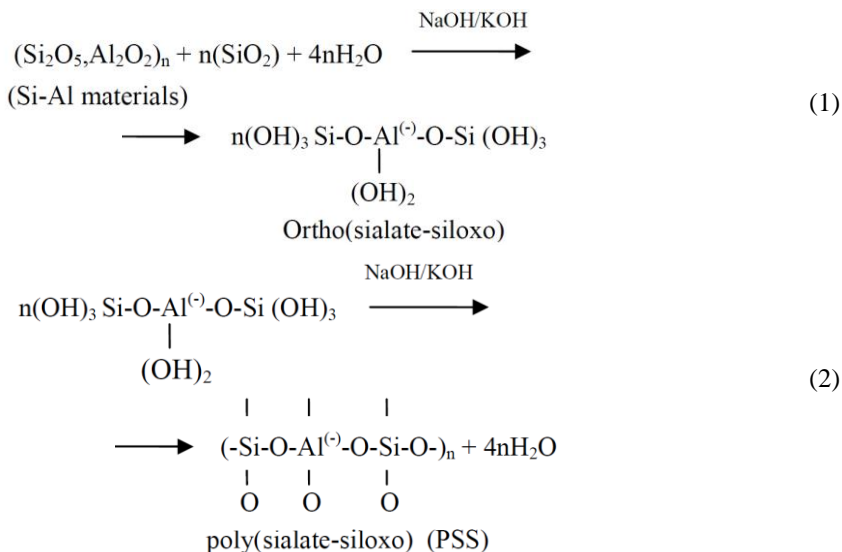 NaOH/KOH
(Si₂O₅,Al₂O₂)ₙ + n(SiO₂) + 4nH₂O ⟶
(Si-Al materials)
(1)
⟶ n(OH)₃ Si-O-Al⁽⁻⁾-O-Si (OH)₃
|
(OH)₂
Ortho(sialate-siloxo)
NaOH/KOH
n(OH)₃ Si-O-Al⁽⁻⁾-O-Si (OH)₃ ⟶
|
(OH)₂
(2)
| | |
⟶ (-Si-O-Al⁽⁻⁾-O-Si-O-)ₙ + 4nH₂O
| | |
O O O
poly(sialate-siloxo) (PSS)